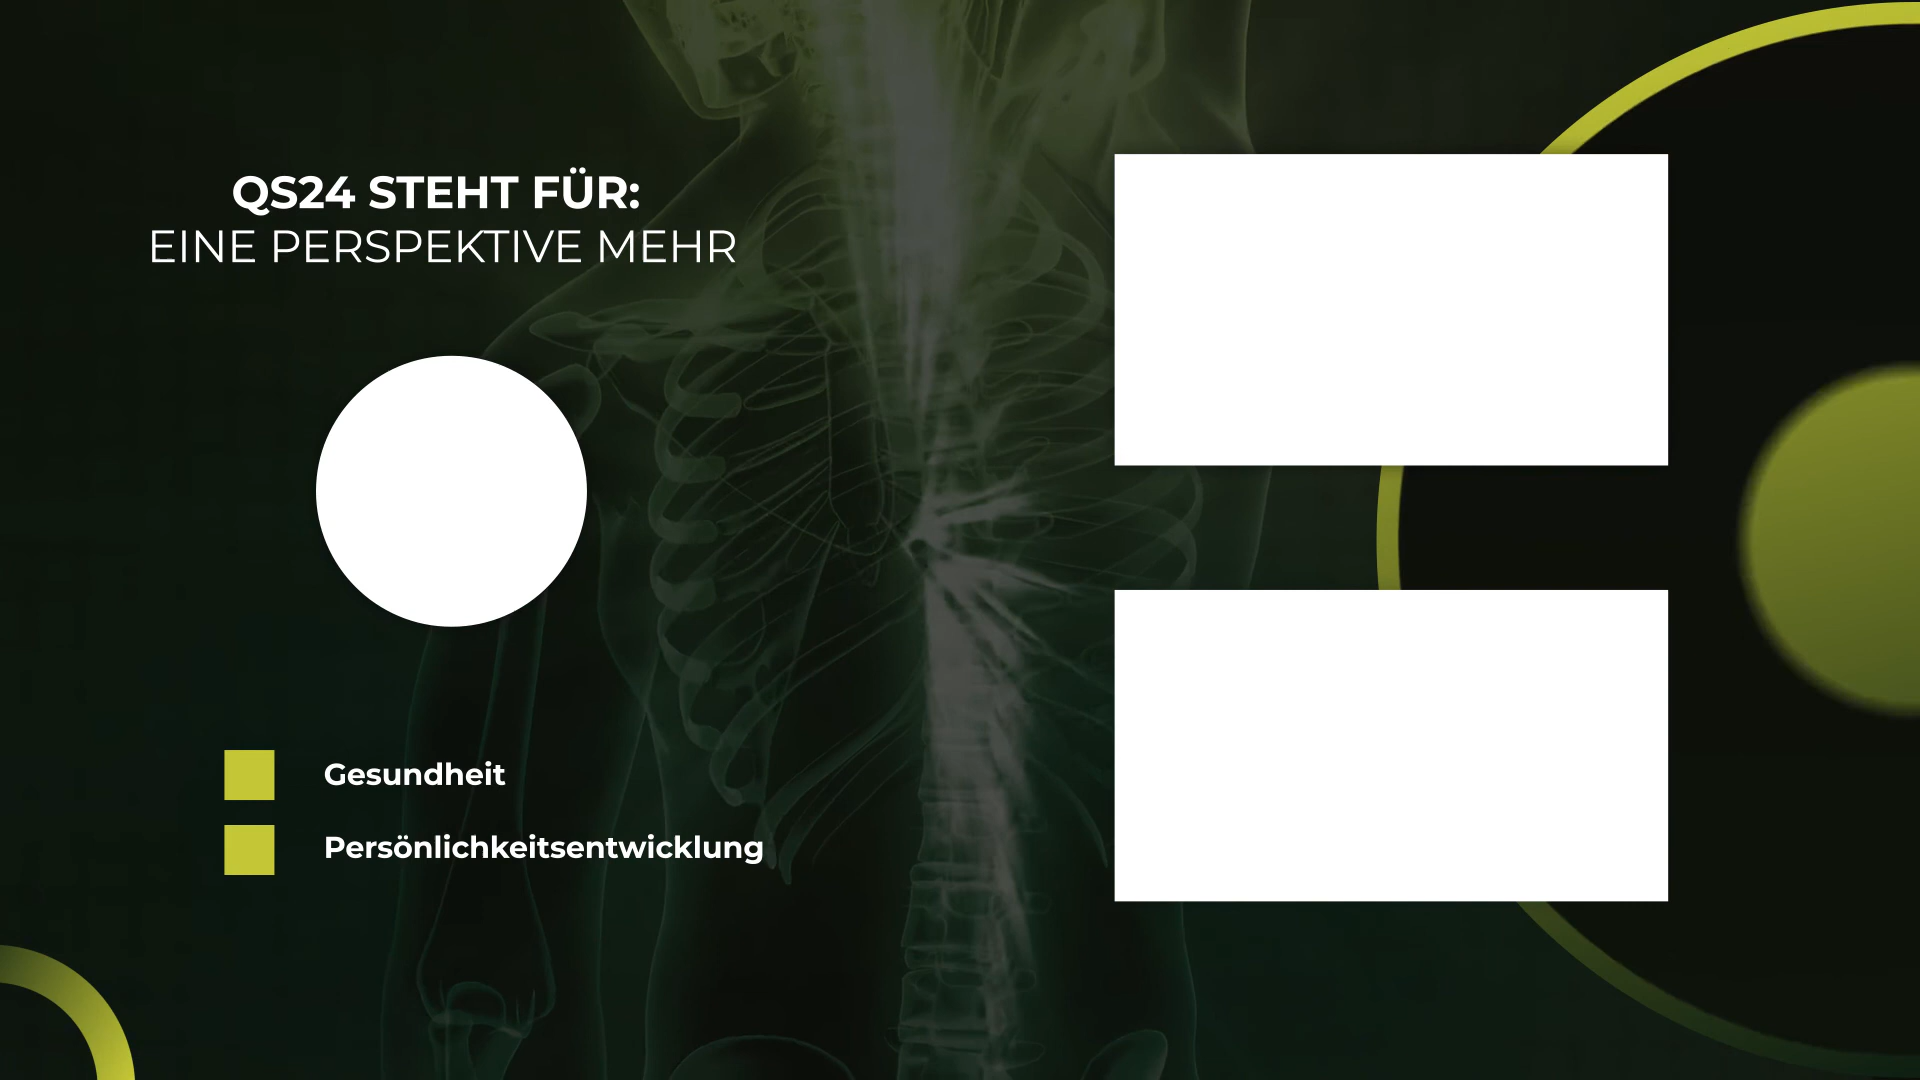 QS24 STEHT FÜR:
EINE PERSPEKTIVE MEHR
Gesundheit
Persönlichkeitsentwicklung